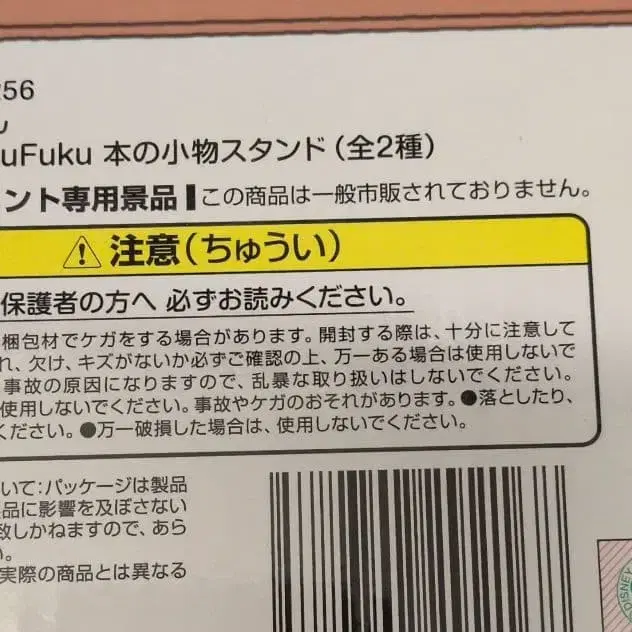 256
uFuku 本の小物スタンド（全2種）
ント専用景品 この商品は一般市販されておりません。
注意（ちゅうい）
保護者の方へ 必ずお読みください。
梱包材でケガをする場合があります。開封する際は、十分に注意して
れ、欠け、キズがないか必ずご確認の上、万一ある場合は使用しないで
事故の原因になりますので、乱暴な取り扱いはしないでください。
使用しないでください。事故やケガのおそれがあります。●落としたり、
ください。●万一破損した場合は、使用しないでください。
いて：パッケージは製品
品に影響を及ぼさない
致しかねますので、あら
い。
実際の商品とは異なる
DISNEY